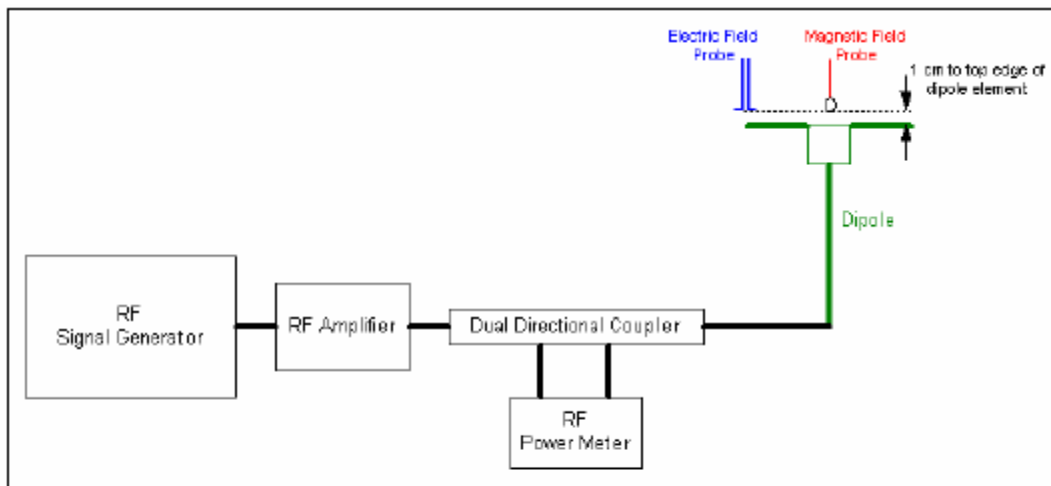 Electric Field
Probe
Magnetic Field
Probe
1 cm to top edge of
dipole element
Dipole
RF
Signal Generator
RF Amplifier
Dual Directional Coupler
RF
Power Meter